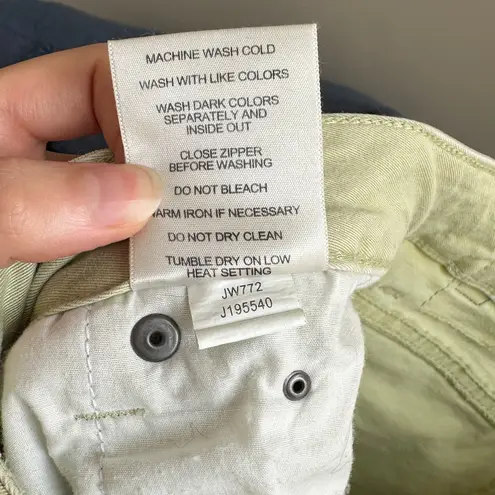 MACHINE WASH COLD
WASH WITH LIKE COLORS
WASH DARK COLORS
SEPARATELY AND
INSIDE OUT
CLOSE ZIPPER
BEFORE WASHING
DO NOT BLEACH
ARM IRON IF NECESSARY
DO NOT DRY CLEAN
TUMBLE DRY ON LOW
HEAT SETTING
JW772
J195540